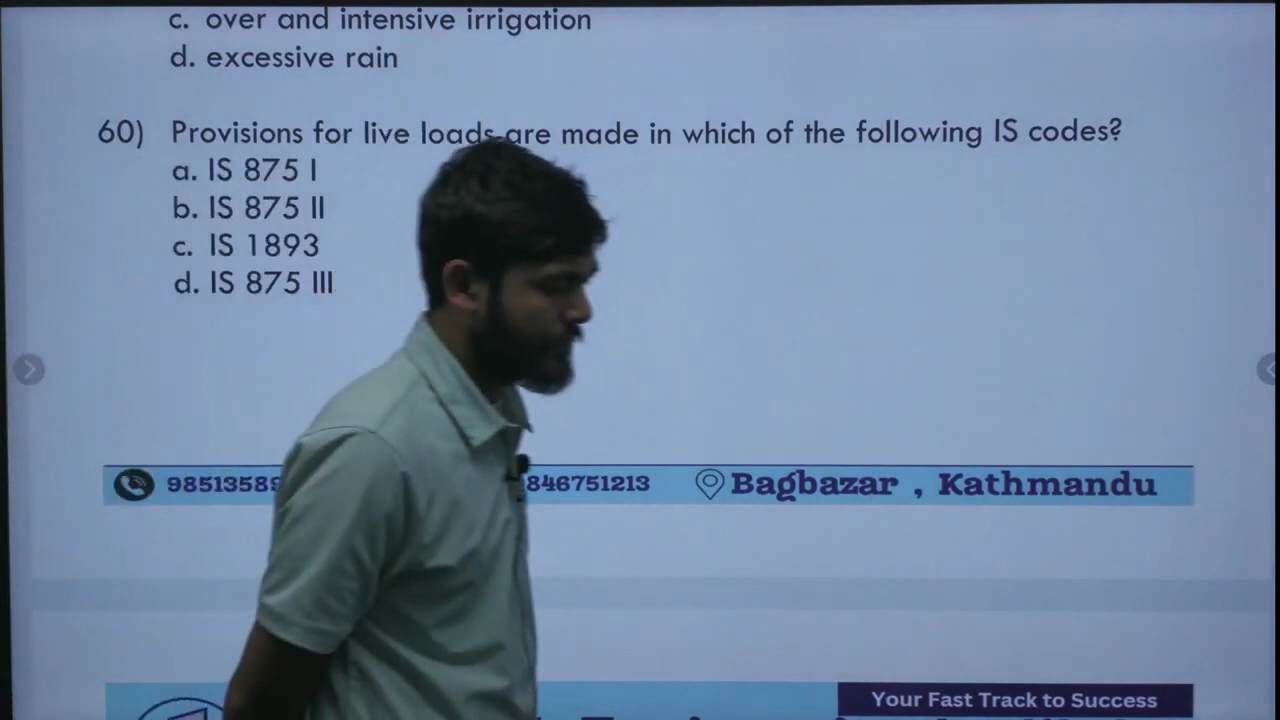 c. over and intensive irrigation
d. excessive rain
60) Provisions for live loads are made in which of the following IS codes?
a. IS 875 I
b. IS 875 II
c. IS 1893
d. IS 875 III
98513589
846751213
Bagbazar , Kathmandu
Your Fast Track to Success